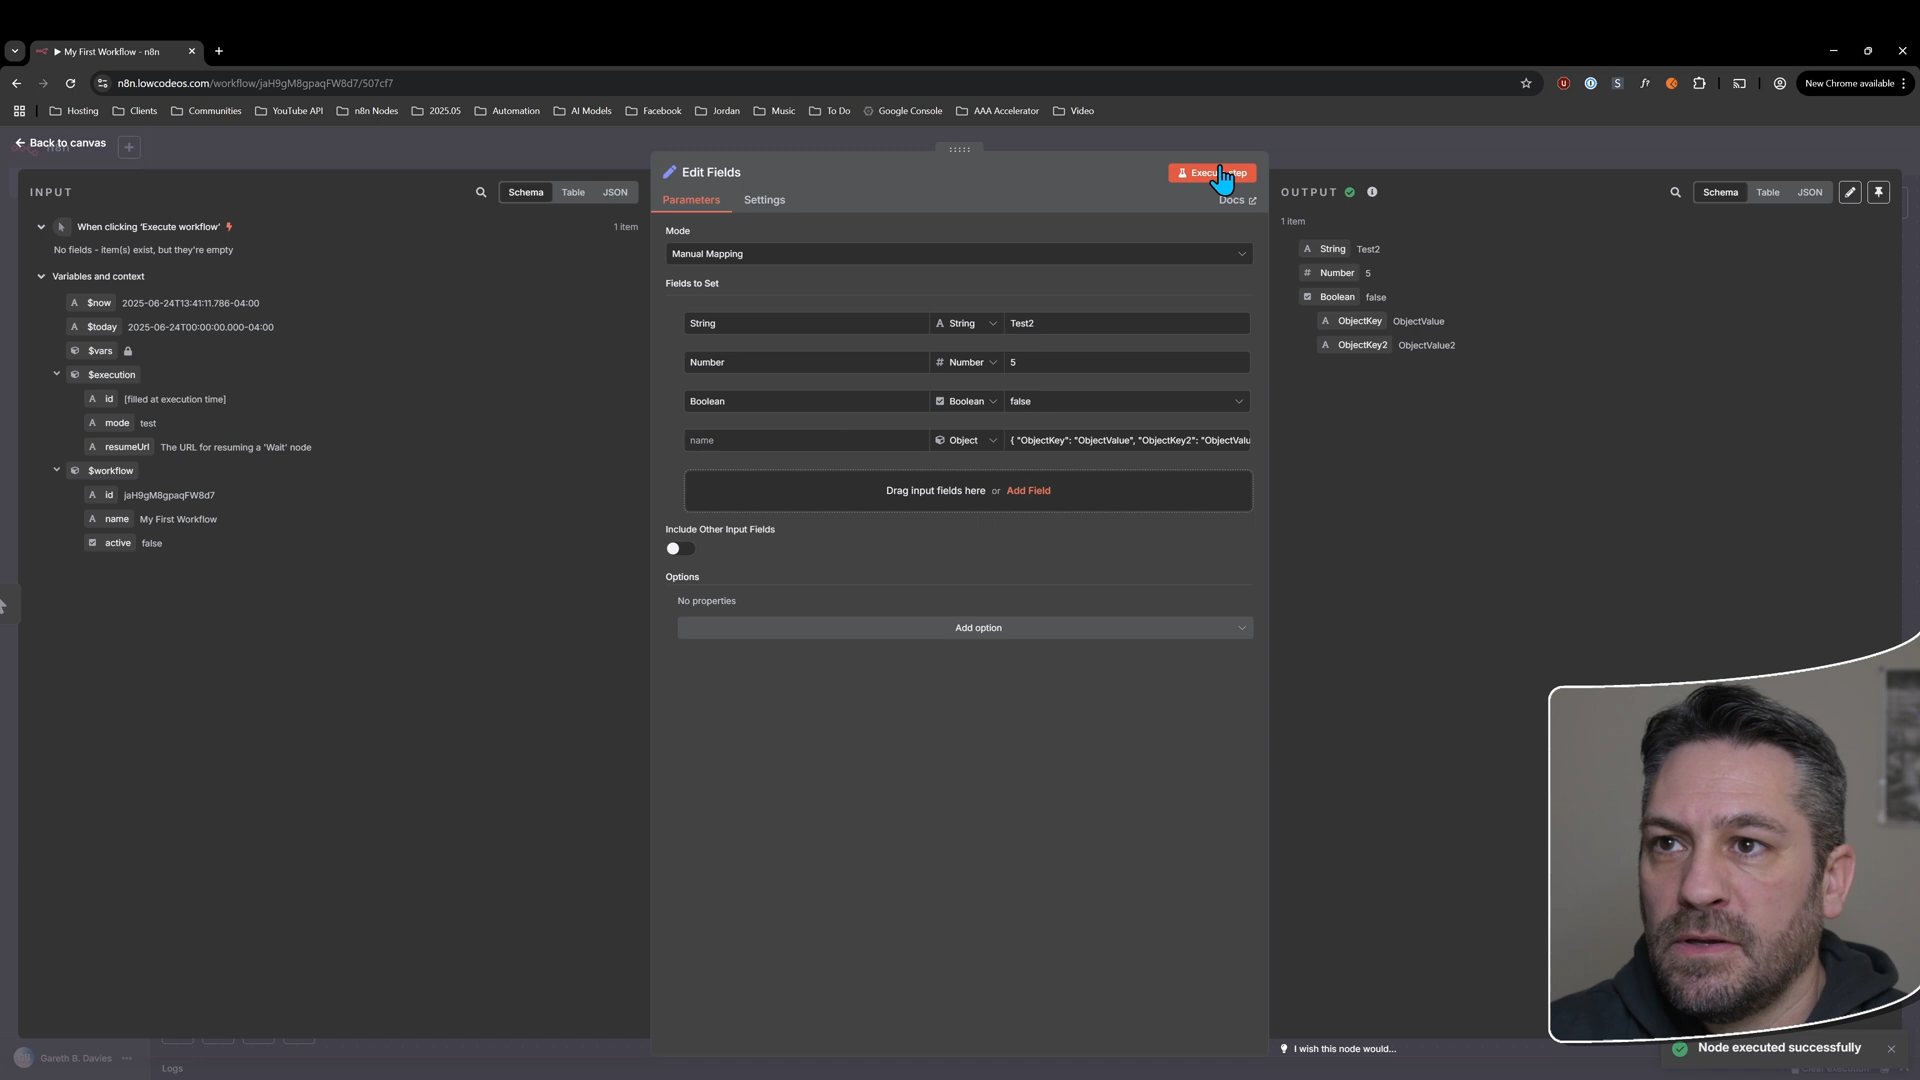 My First Workflow - n8n
n8n.lowcodeos.com/workflow/jaH9gM8gpaqFW8d7/507cf7
New Chrome available
Hosting
Clients
Communities
YouTube API
n8n Nodes
2025.05
Automation
AI Models
Facebook
Jordan
Music
To Do
Google Console
AAA Accelerator
Video
Back to canvas
INPUT
Schema
Table
JSON
When clicking 'Execute workflow'
1 item
No fields - item(s) exist, but they're empty
Variables and context
A $now 2025-06-24T13:41:11.786-04:00
A $today 2025-06-24T00:00:00.000-04:00
$vars
$execution
A id [filled at execution time]
A mode test
A resumeUrl The URL for resuming a 'Wait' node
$workflow
A id jaH9gM8gpaqFW8d7
A name My First Workflow
active false
Edit Fields
Parameters
Settings
Docs
Mode
Manual Mapping
Fields to Set
String A String Test2
Number # Number 5
Boolean Boolean false
name Object { "ObjectKey": "ObjectValue", "ObjectKey2": "ObjectValu
Drag input fields here or Add Field
Include Other Input Fields
Options
No properties
Add option
OUTPUT
Schema
Table
JSON
1 item
A String Test2
# Number 5
Boolean false
A ObjectKey ObjectValue
A ObjectKey2 ObjectValue2
I wish this node would...
Node executed successfully
Gareth B. Davies
Logs